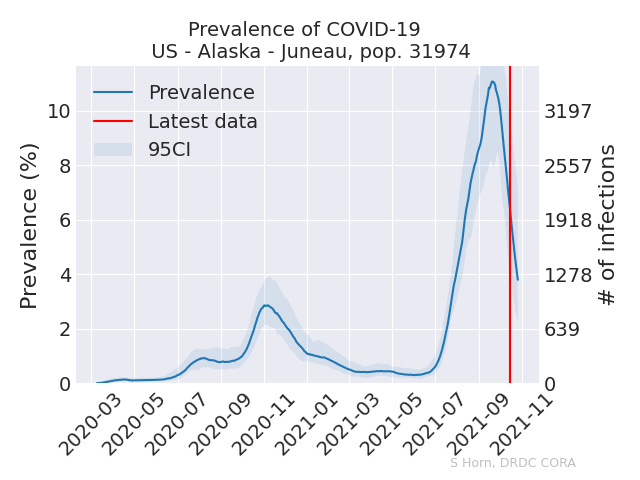 Prevalence of COVID-19
US - Alaska - Juneau, pop. 31974
Prevalence
Latest data
95CI
Prevalence (%)
10
8
6
4
2
0
3197
2557
1918
1278
639
0
# of infections
2020-03
2020-05
2020-07
2020-09
2020-11
2021-01
2021-03
2021-05
2021-07
2021-09
2021-11
S Horn, DRDC CORA